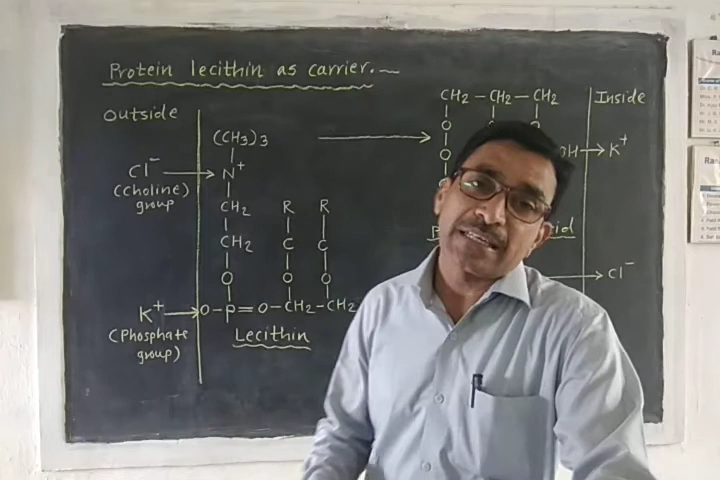 Protein lecithin as carrier.
Outside
Inside
CH2 – CH2 – CH2
O
O
(CH3)3
Cl⁻ → N⁺
(Choline)
group
OH → K⁺
CH2
R R
CH2
C C
O
O O
K⁺ → O–P=O–CH2–CH2
(Phosphate
group)
Lecithin
→ Cl⁻